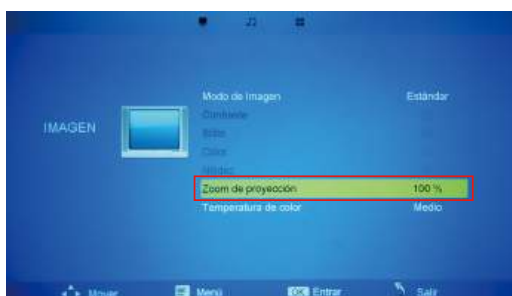 Modo de Imagen Estándar
IMAGEN
Contraste
Brillo
Color
Nitidez
Zoom de proyección 100 %
Temperatura de color Medio
Mover Menú OK Entrar Salir